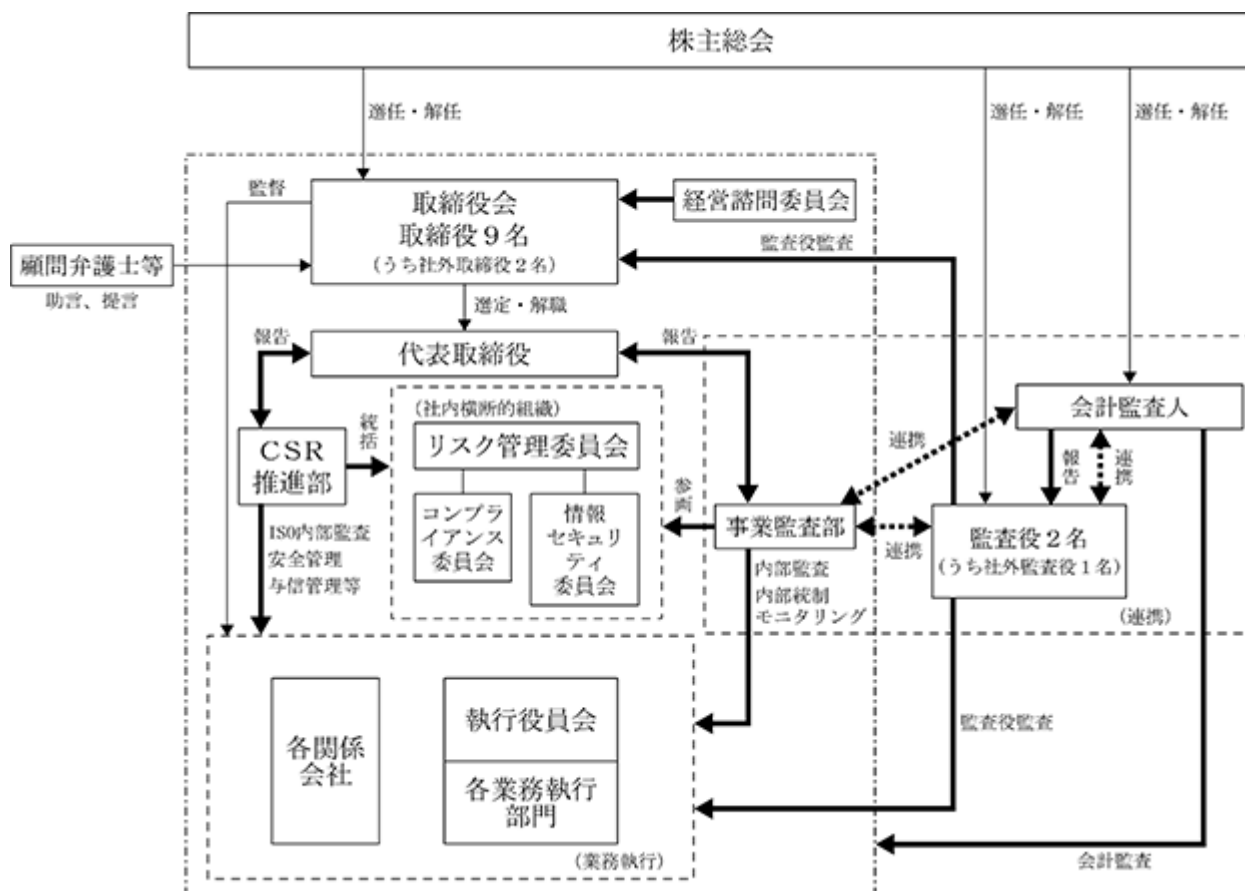 株主総会
選任・解任
選任・解任
選任・解任
監督
取締役会
取締役9名
(うち社外取締役2名)
経営諮問委員会
監査役監査
顧問弁護士等
助言、提言
選定・解職
報告
代表取締役
報告
(社内横断的組織)
統括
リスク管理委員会
会計監査人
CSR
推進部
連携
報告
連携
コンプラ
イアンス
委員会
情報
セキュリ
ティ
委員会
参画
事業監査部
連携
監査役2名
(うち社外監査役1名)
ISO内部監査
安全管理
与信管理等
内部監査
内部統制
モニタリング
(連携)
各関係
会社
執行役員会
各業務執行
部門
監査役監査
(業務執行)
会計監査